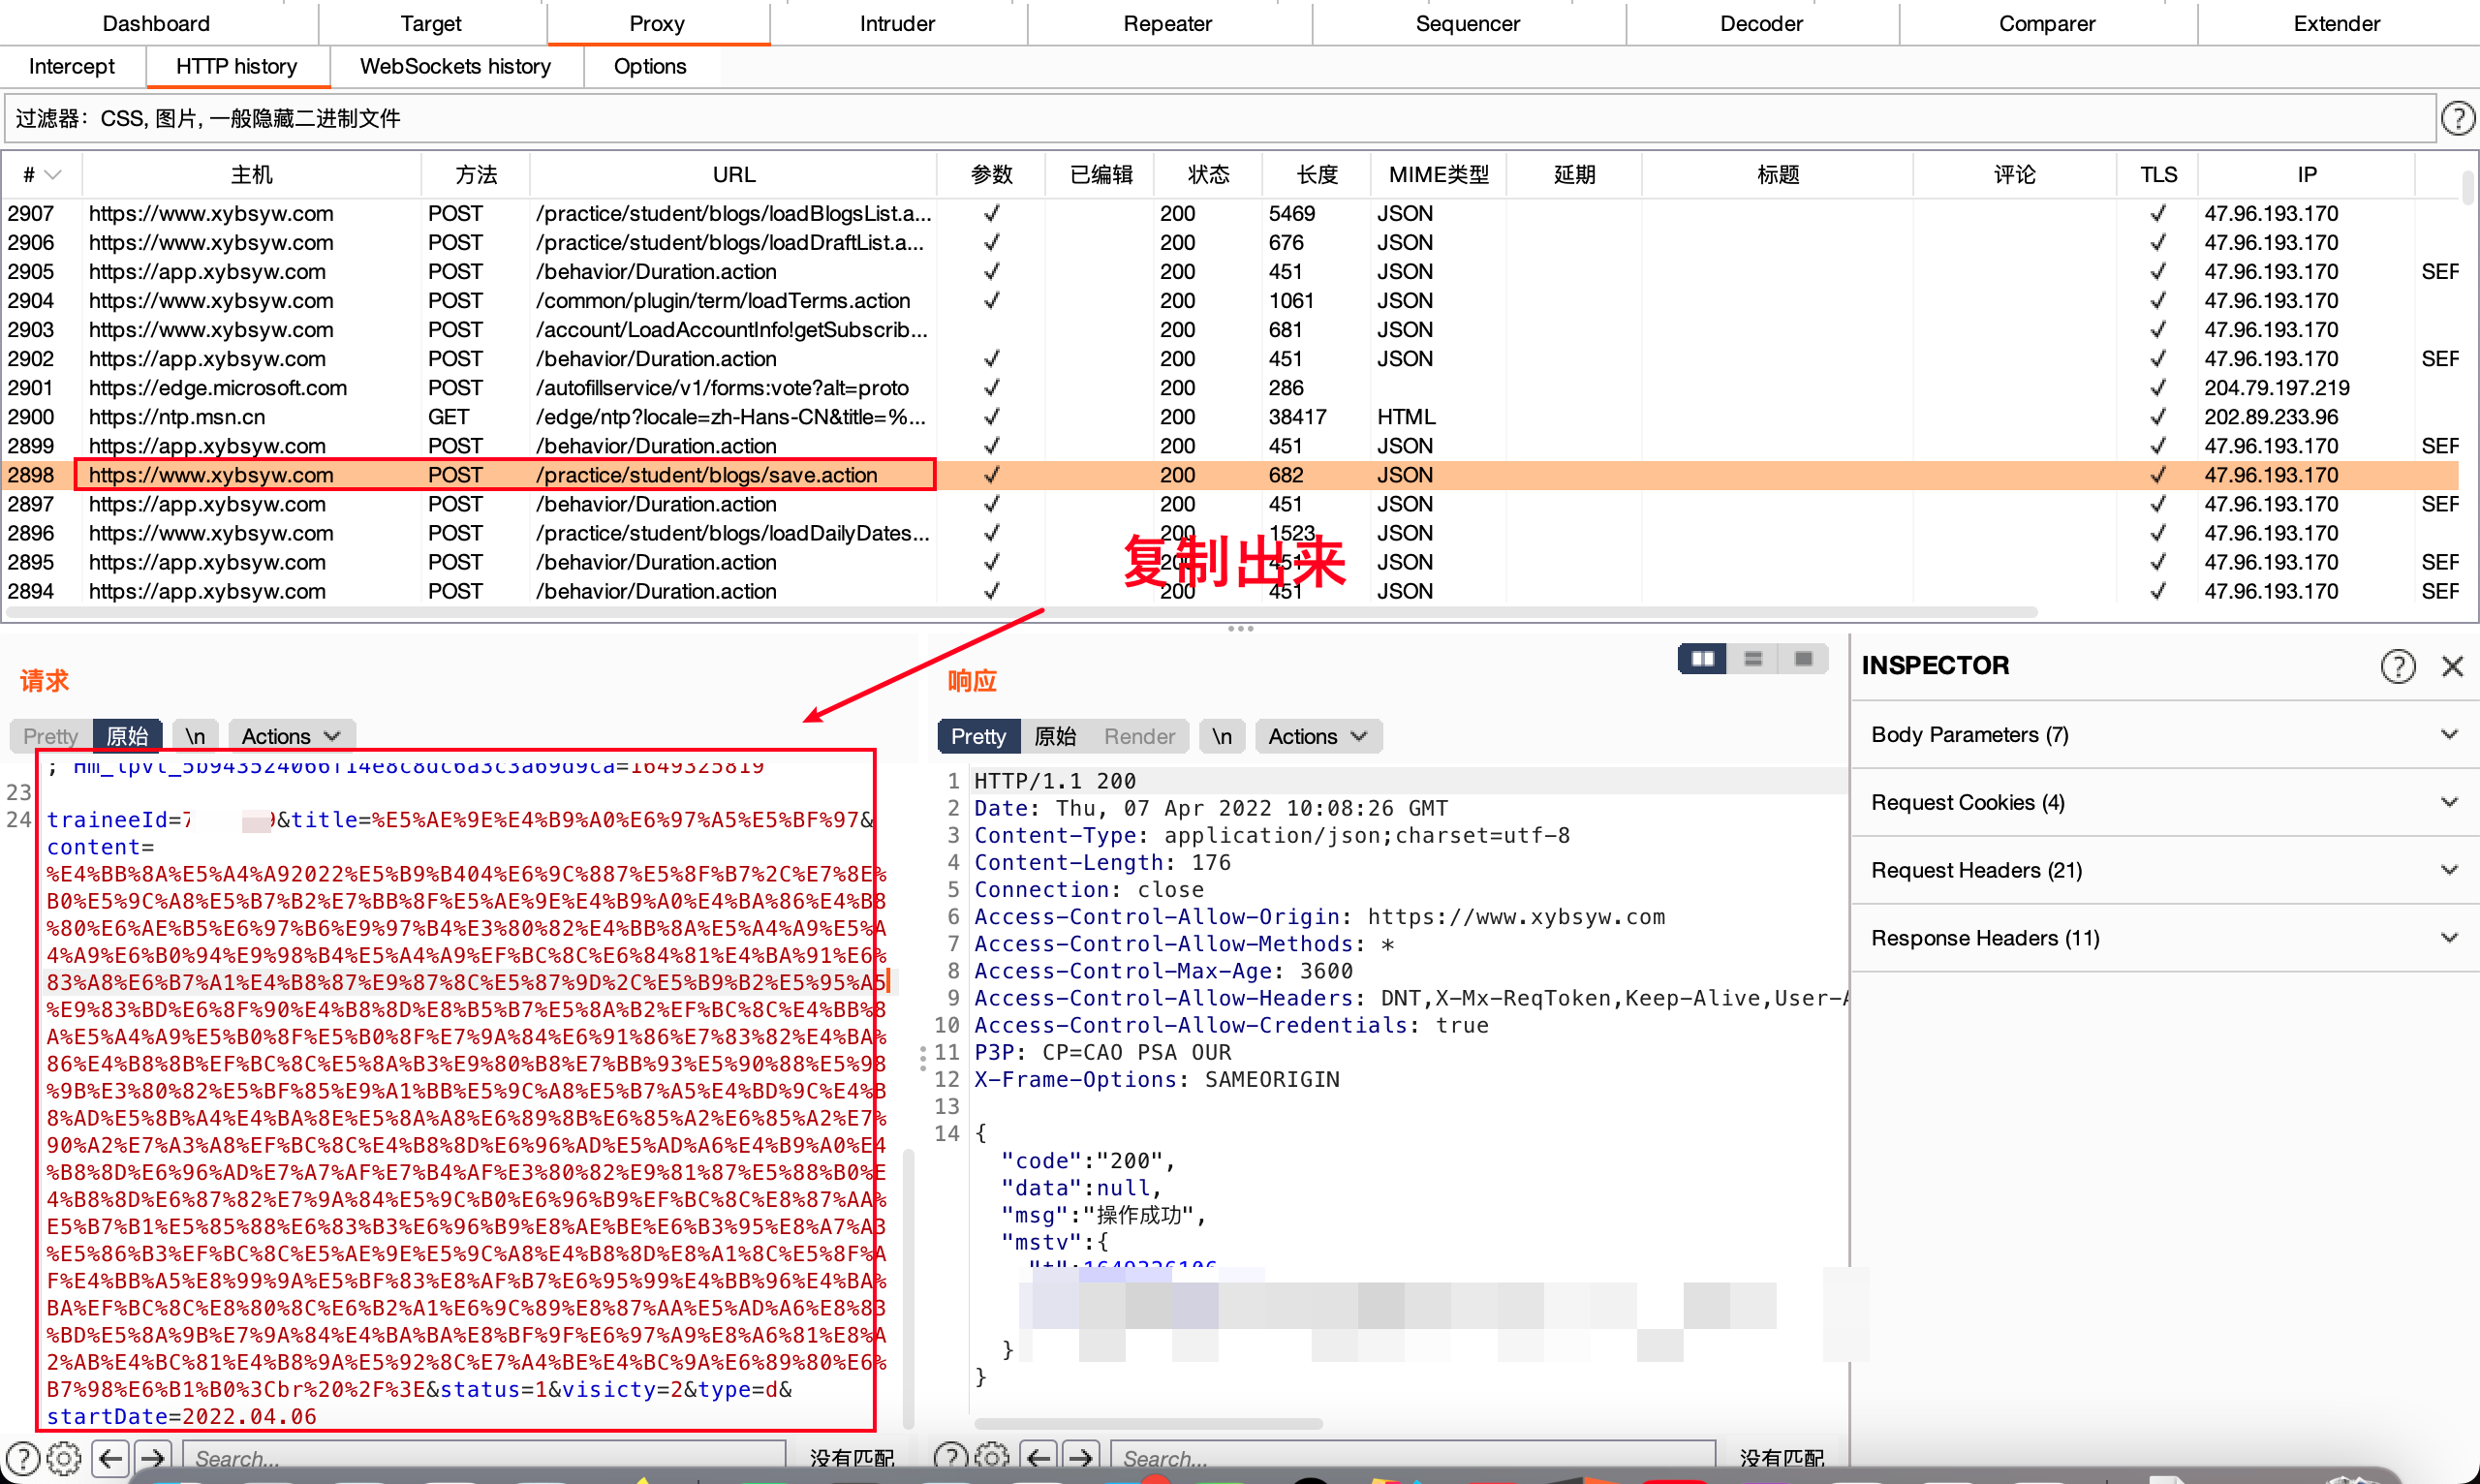 Dashboard Target Proxy Intruder Repeater Sequencer Decoder Comparer Extender
Intercept HTTP history WebSockets history Options
过滤器：CSS, 图片, 一般隐藏二进制文件
# 主机 方法 URL 参数 已编辑 状态 长度 MIME类型 延期 标题 评论 TLS IP
2907 https://www.xybsyw.com POST /practice/student/blogs/loadBlogsList.a... ✓ 200 5469 JSON ✓ 47.96.193.170
2906 https://www.xybsyw.com POST /practice/student/blogs/loadDraftList.a... ✓ 200 676 JSON ✓ 47.96.193.170
2905 https://app.xybsyw.com POST /behavior/Duration.action ✓ 200 451 JSON ✓ 47.96.193.170 SEF
2904 https://www.xybsyw.com POST /common/plugin/term/loadTerms.action ✓ 200 1061 JSON ✓ 47.96.193.170
2903 https://www.xybsyw.com POST /account/LoadAccountInfo!getSubscrib... 200 681 JSON ✓ 47.96.193.170
2902 https://app.xybsyw.com POST /behavior/Duration.action ✓ 200 451 JSON ✓ 47.96.193.170 SEF
2901 https://edge.microsoft.com POST /autofillservice/v1/forms:vote?alt=proto ✓ 200 286 ✓ 204.79.197.219
2900 https://ntp.msn.cn GET /edge/ntp?locale=zh-Hans-CN&title=%... ✓ 200 38417 HTML ✓ 202.89.233.96
2899 https://app.xybsyw.com POST /behavior/Duration.action ✓ 200 451 JSON ✓ 47.96.193.170 SEF
2898 https://www.xybsyw.com POST /practice/student/blogs/save.action ✓ 200 682 JSON ✓ 47.96.193.170
2897 https://app.xybsyw.com POST /behavior/Duration.action ✓ 200 451 JSON ✓ 47.96.193.170 SEF
2896 https://www.xybsyw.com POST /practice/student/blogs/loadDailyDates... ✓ 200 1523 JSON ✓ 47.96.193.170
2895 https://app.xybsyw.com POST /behavior/Duration.action ✓ 200 451 JSON ✓ 47.96.193.170 SEF
2894 https://app.xybsyw.com POST /behavior/Duration.action ✓ 200 451 JSON ✓ 47.96.193.170 SEF
复制出来
请求
Pretty 原始 \n Actions
; Hm_lpvt_5b943524066f14e8c8dc6a3c3a69d9ca=1649325819
23
24 traineeId=7 9&title=%E5%AE%9E%E4%B9%A0%E6%97%A5%E5%BF%97&
content=
%E4%BB%8A%E5%A4%A92022%E5%B9%B404%E6%9C%887%E5%8F%B7%2C%E7%8E%
B0%E5%9C%A8%E5%B7%B2%E7%BB%8F%E5%AE%9E%E4%B9%A0%E4%BA%86%E4%B8
%80%E6%AE%B5%E6%97%B6%E9%97%B4%E3%80%82%E4%BB%8A%E5%A4%A9%E5%A
4%A9%E6%B0%94%E9%98%B4%E5%A4%A9%EF%BC%8C%E6%84%81%E4%BA%91%E6%
83%A8%E6%B7%A1%E4%B8%87%E9%87%8C%E5%87%9D%2C%E5%B9%B2%E5%95%A5
%E9%83%BD%E6%8F%90%E4%B8%8D%E8%B5%B7%E5%8A%B2%EF%BC%8C%E4%BB%8
A%E5%A4%A9%E5%B0%8F%E5%B0%8F%E7%9A%84%E6%91%86%E7%83%82%E4%BA%
86%E4%B8%8B%EF%BC%8C%E5%8A%B3%E9%80%B8%E7%BB%93%E5%90%88%E5%98
%9B%E3%80%82%E5%BF%85%E9%A1%BB%E5%9C%A8%E5%B7%A5%E4%BD%9C%E4%B
8%AD%E5%8B%A4%E4%BA%8E%E5%8A%A8%E6%89%8B%E6%85%A2%E6%85%A2%E7%
90%A2%E7%A3%A8%EF%BC%8C%E4%B8%8D%E6%96%AD%E5%AD%A6%E4%B9%A0%E4
%B8%8D%E6%96%AD%E7%A7%AF%E7%B4%AF%E3%80%82%E9%81%87%E5%88%B0%E
4%B8%8D%E6%87%82%E7%9A%84%E5%9C%B0%E6%96%B9%EF%BC%8C%E8%87%AA%
E5%B7%B1%E5%85%88%E6%83%B3%E6%96%B9%E8%AE%BE%E6%B3%95%E8%A7%A3
%E5%86%B3%EF%BC%8C%E5%AE%9E%E5%9C%A8%E4%B8%8D%E8%A1%8C%E5%8F%A
F%E4%BB%A5%E8%99%9A%E5%BF%83%E8%AF%B7%E6%95%99%E4%BB%96%E4%BA%
BA%EF%BC%8C%E8%80%8C%E6%B2%A1%E6%9C%89%E8%87%AA%E5%AD%A6%E8%83
%BD%E5%8A%9B%E7%9A%84%E4%BA%BA%E8%BF%9F%E6%97%A9%E8%A6%81%E8%A
2%AB%E4%BC%81%E4%B8%9A%E5%92%8C%E7%A4%BE%E4%BC%9A%E6%89%80%E6%
B7%98%E6%B1%B0%3Cbr%20%2F%3E&status=1&visicty=2&type=d&
startDate=2022.04.06
Search... 没有匹配
响应
Pretty 原始 Render \n Actions
1 HTTP/1.1 200
2 Date: Thu, 07 Apr 2022 10:08:26 GMT
3 Content-Type: application/json;charset=utf-8
4 Content-Length: 176
5 Connection: close
6 Access-Control-Allow-Origin: https://www.xybsyw.com
7 Access-Control-Allow-Methods: *
8 Access-Control-Max-Age: 3600
9 Access-Control-Allow-Headers: DNT,X-Mx-ReqToken,Keep-Alive,User-A
10 Access-Control-Allow-Credentials: true
11 P3P: CP=CAO PSA OUR
12 X-Frame-Options: SAMEORIGIN
13
14 {
"code":"200",
"data":null,
"msg":"操作成功",
"mstv":{
"t":1649326106
}
}
Search... 没有匹配
INSPECTOR
Body Parameters (7)
Request Cookies (4)
Request Headers (21)
Response Headers (11)